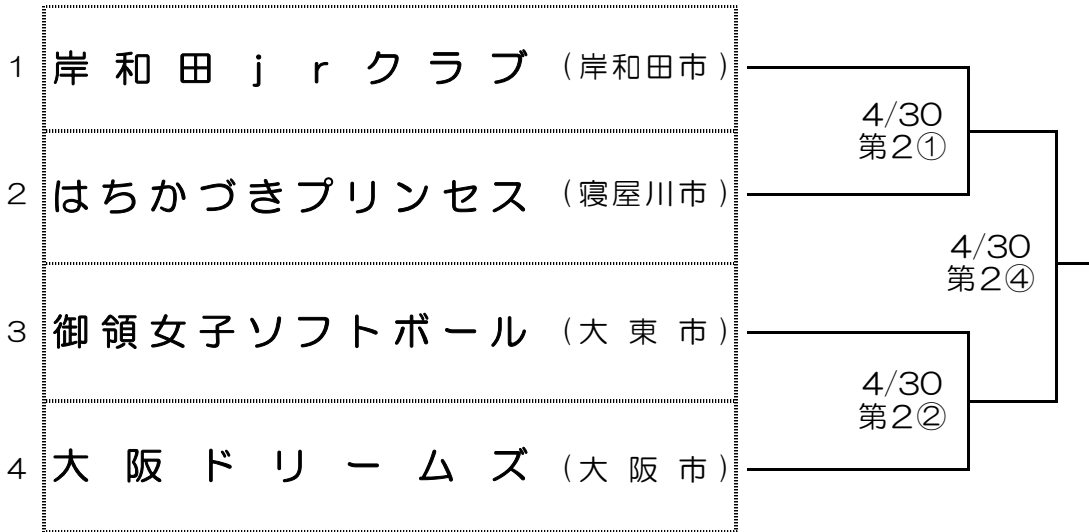 1 岸和田jrクラブ (岸和田市)
4/30
第2①
2 はちかづきプリンセス (寝屋川市)
4/30
第2④
3 御領女子ソフトボール (大東市)
4/30
第2②
4 大阪ドリームズ (大阪市)